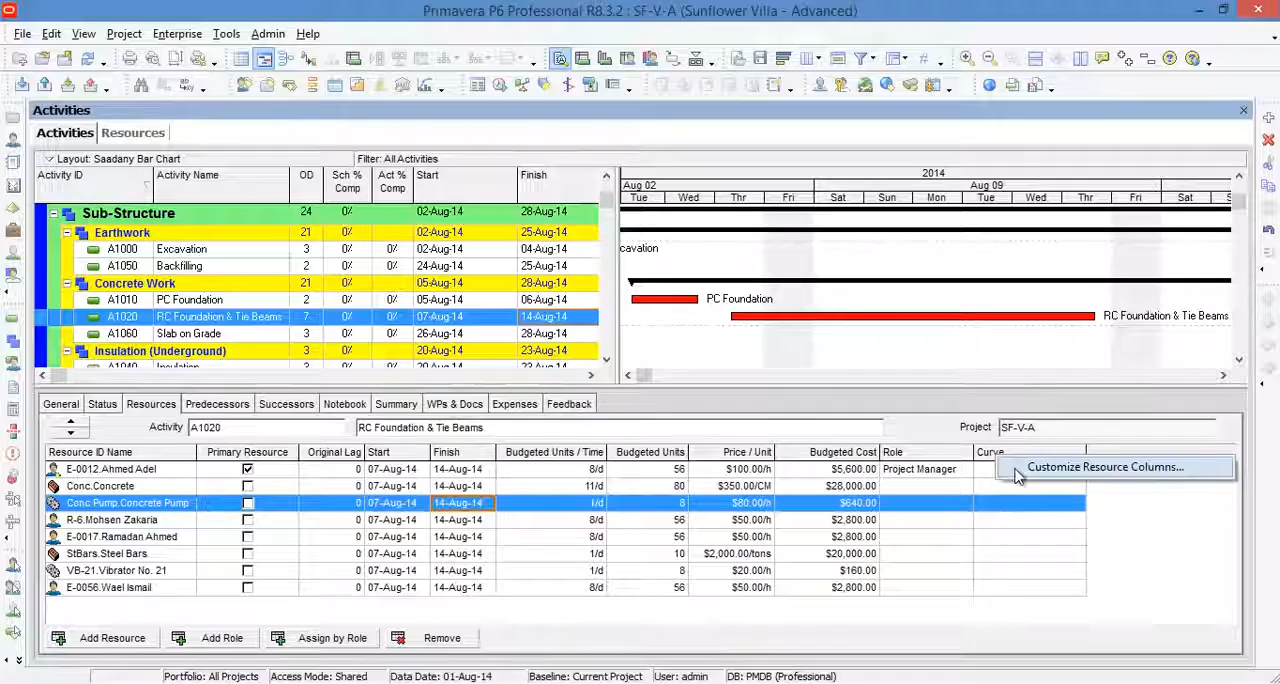 Primavera P6 Professional R8.3.2 : SF-V-A (Sunflower Villa - Advanced)
File Edit View Project Enterprise Tools Admin Help
Activities
Activities Resources
Layout: Saadany Bar Chart Filter: All Activities
Activity ID Activity Name OD Sch % Comp Act % Comp Start Finish
2014
Aug 02 Aug 09
Tue Wed Thr Fri Sat Sun Mon Tue Wed Thr Fri Sat S
Sub-Structure 24 0% 02-Aug-14 28-Aug-14
Earthwork 21 0% 02-Aug-14 25-Aug-14
A1000 Excavation 3 0% 0% 02-Aug-14 04-Aug-14 cavation
A1050 Backfilling 2 0% 0% 24-Aug-14 25-Aug-14
Concrete Work 21 0% 05-Aug-14 28-Aug-14
A1010 PC Foundation 2 0% 0% 05-Aug-14 06-Aug-14 PC Foundation
A1020 RC Foundation & Tie Beams 7 0% 0% 07-Aug-14 14-Aug-14 RC Foundation & Tie Beams
A1060 Slab on Grade 3 0% 0% 26-Aug-14 28-Aug-14
Insulation (Underground) 3 0% 20-Aug-14 23-Aug-14
General Status Resources Predecessors Successors Notebook Summary WPs & Docs Expenses Feedback
Activity A1020 RC Foundation & Tie Beams Project SF-V-A
Resource ID Name Primary Resource Original Lag Start Finish Budgeted Units / Time Budgeted Units Price / Unit Budgeted Cost Role Curve
Customize Resource Columns...
E-0012.Ahmed Adel 0 07-Aug-14 14-Aug-14 8/d 56 $100.00/h $5,600.00 Project Manager
Conc.Concrete 0 07-Aug-14 14-Aug-14 11/d 80 $350.00/CM $28,000.00
Conc Pump.Concrete Pump 0 07-Aug-14 14-Aug-14 1/d 8 $80.00/h $640.00
R-6.Mohsen Zakaria 0 07-Aug-14 14-Aug-14 8/d 56 $50.00/h $2,800.00
E-0017.Ramadan Ahmed 0 07-Aug-14 14-Aug-14 8/d 56 $50.00/h $2,800.00
StBars.Steel Bars 0 07-Aug-14 14-Aug-14 1/d 10 $2,000.00/tons $20,000.00
VB-21.Vibrator No. 21 0 07-Aug-14 14-Aug-14 1/d 8 $20.00/h $160.00
E-0056.Wael Ismail 0 07-Aug-14 14-Aug-14 8/d 56 $50.00/h $2,800.00
Add Resource Add Role Assign by Role Remove
Portfolio: All Projects Access Mode: Shared Data Date: 01-Aug-14 Baseline: Current Project User: admin DB: PMDB (Professional)